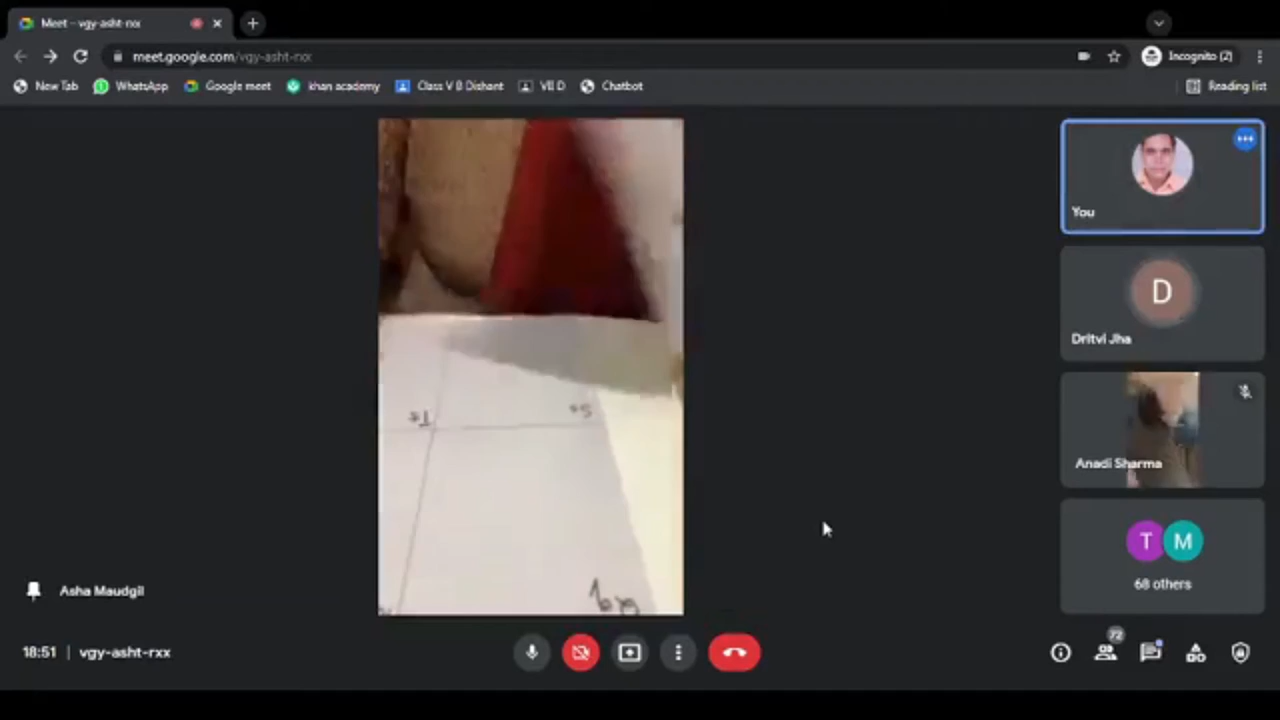 Meet – vgy-asht-rxx
meet.google.com/vgy-asht-rxx
Incognito (2)
New Tab
WhatsApp
Google meet
khan academy
Class V B Dishant
VII D
Chatbot
Reading list
You
D
Dritvi Jha
Anadi Sharma
T M
68 others
Asha Maudgil
18:51 | vgy-asht-rxx
72